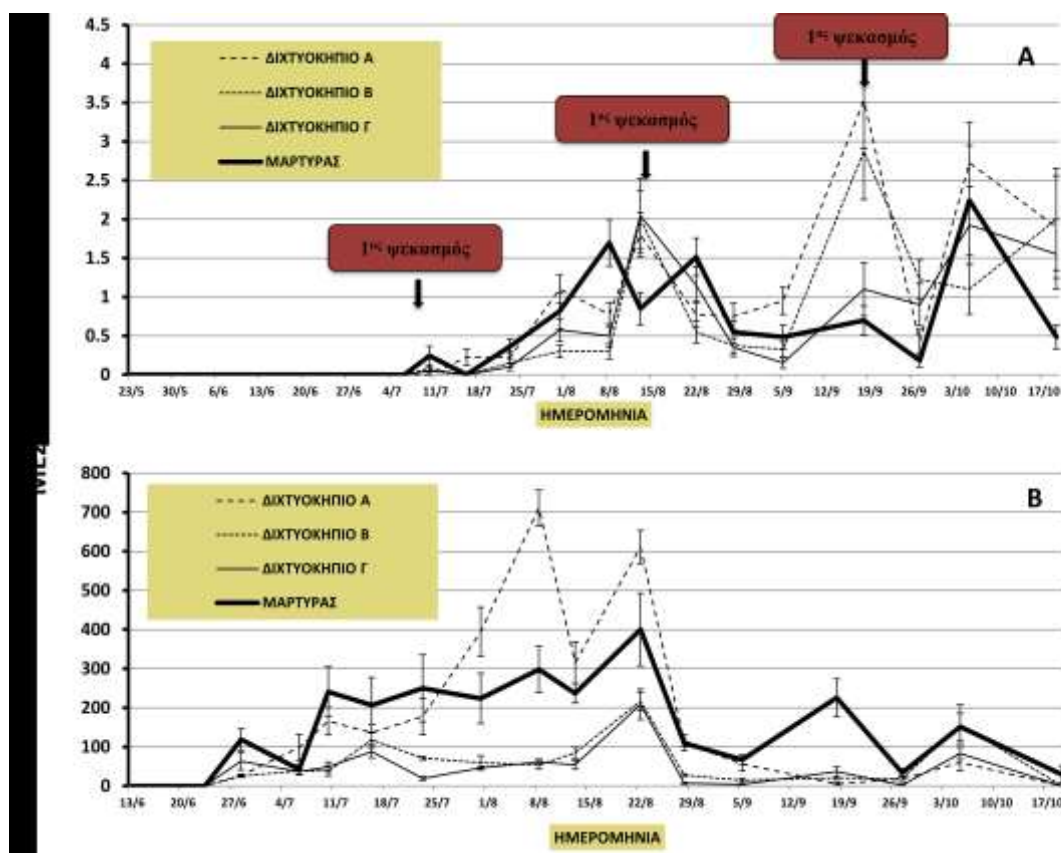 4.5
4
3.5
3
2.5
2
1.5
1
0.5
0
ΔΙΧΤΥΟΚΗΠΙΟ Α
ΔΙΧΤΥΟΚΗΠΙΟ Β
ΔΙΧΤΥΟΚΗΠΙΟ Γ
ΜΑΡΤΥΡΑΣ
1ος ψεκασμός
1ος ψεκασμός
1ος ψεκασμός
A
23/5 30/5 6/6 13/6 20/6 27/6 4/7 11/7 18/7 25/7 1/8 8/8 15/8 22/8 29/8 5/9 12/9 19/9 26/9 3/10 10/10 17/10
ΗΜΕΡΟΜΗΝΙΑ
800
700
600
500
400
300
200
100
0
ΔΙΧΤΥΟΚΗΠΙΟ Α
ΔΙΧΤΥΟΚΗΠΙΟ Β
ΔΙΧΤΥΟΚΗΠΙΟ Γ
ΜΑΡΤΥΡΑΣ
B
13/6 20/6 27/6 4/7 11/7 18/7 25/7 1/8 8/8 15/8 22/8 29/8 5/9 12/9 19/9 26/9 3/10 10/10 17/10
ΗΜΕΡΟΜΗΝΙΑ